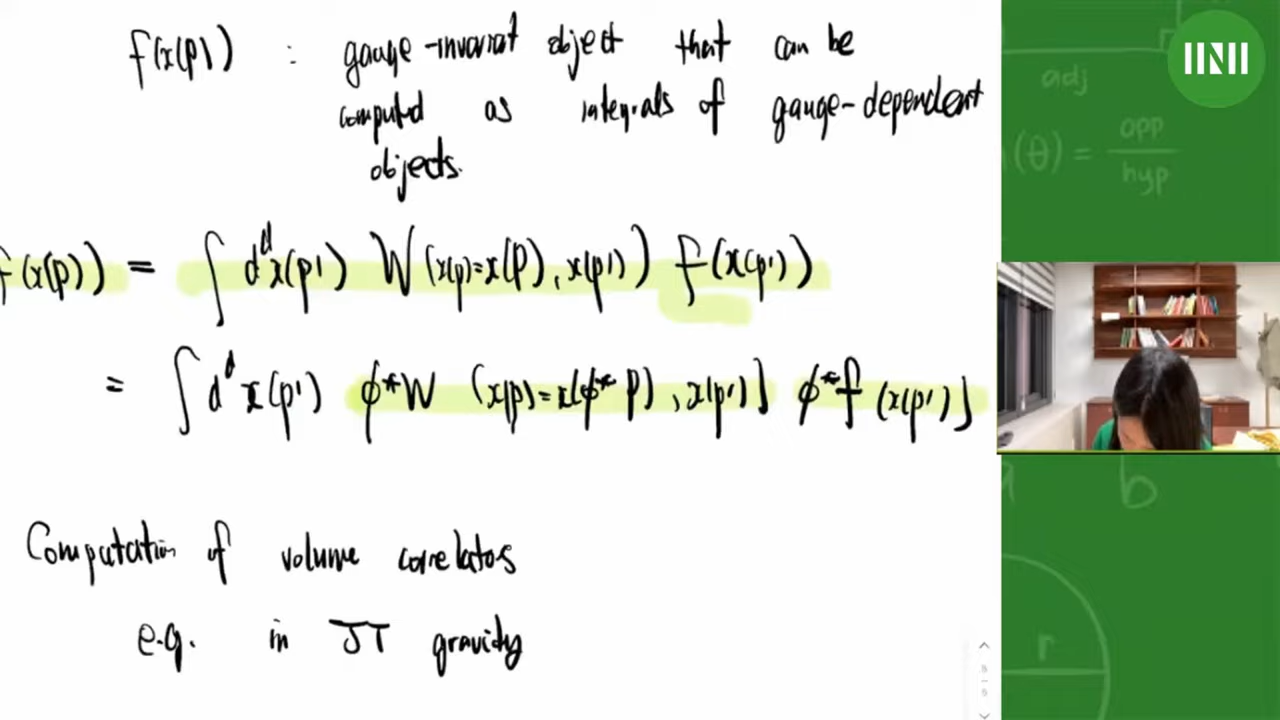 f(x(p)) : gauge-invariat object that can be
computed as integrals of gauge-dependent
objects.
f(x(p)) = ∫ d^d x(p') W(x(p)=x(P), x(p')) f(x(p'))
= ∫ d^d x(p') ϕ*W (x(p)=x(ϕ* p), x(p')) ϕ*f (x(p'))
Computation of volume correlators
e.g. in JT gravity
adj
(θ) = opp/hyp
b
r